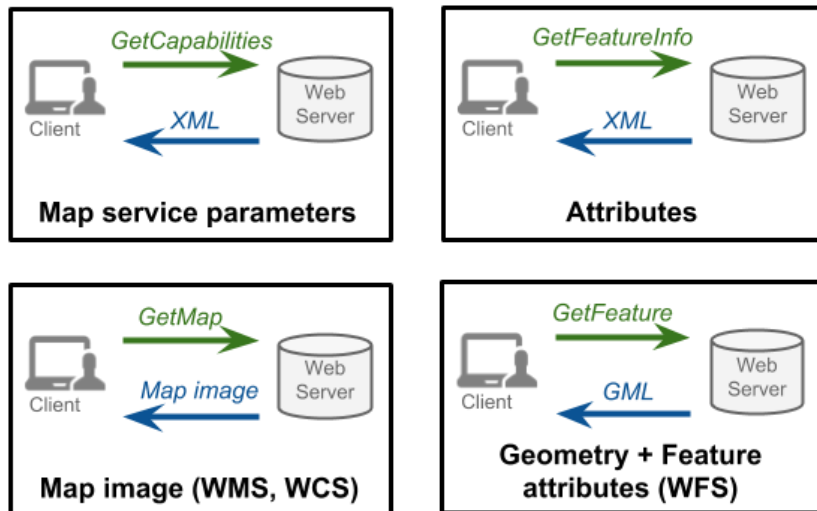 GetCapabilities
Client
Web
Server
XML
Map service parameters
GetFeatureInfo
Client
Web
Server
XML
Attributes
GetMap
Client
Web
Server
Map image
Map image (WMS, WCS)
GetFeature
Client
Web
Server
GML
Geometry + Feature
attributes (WFS)